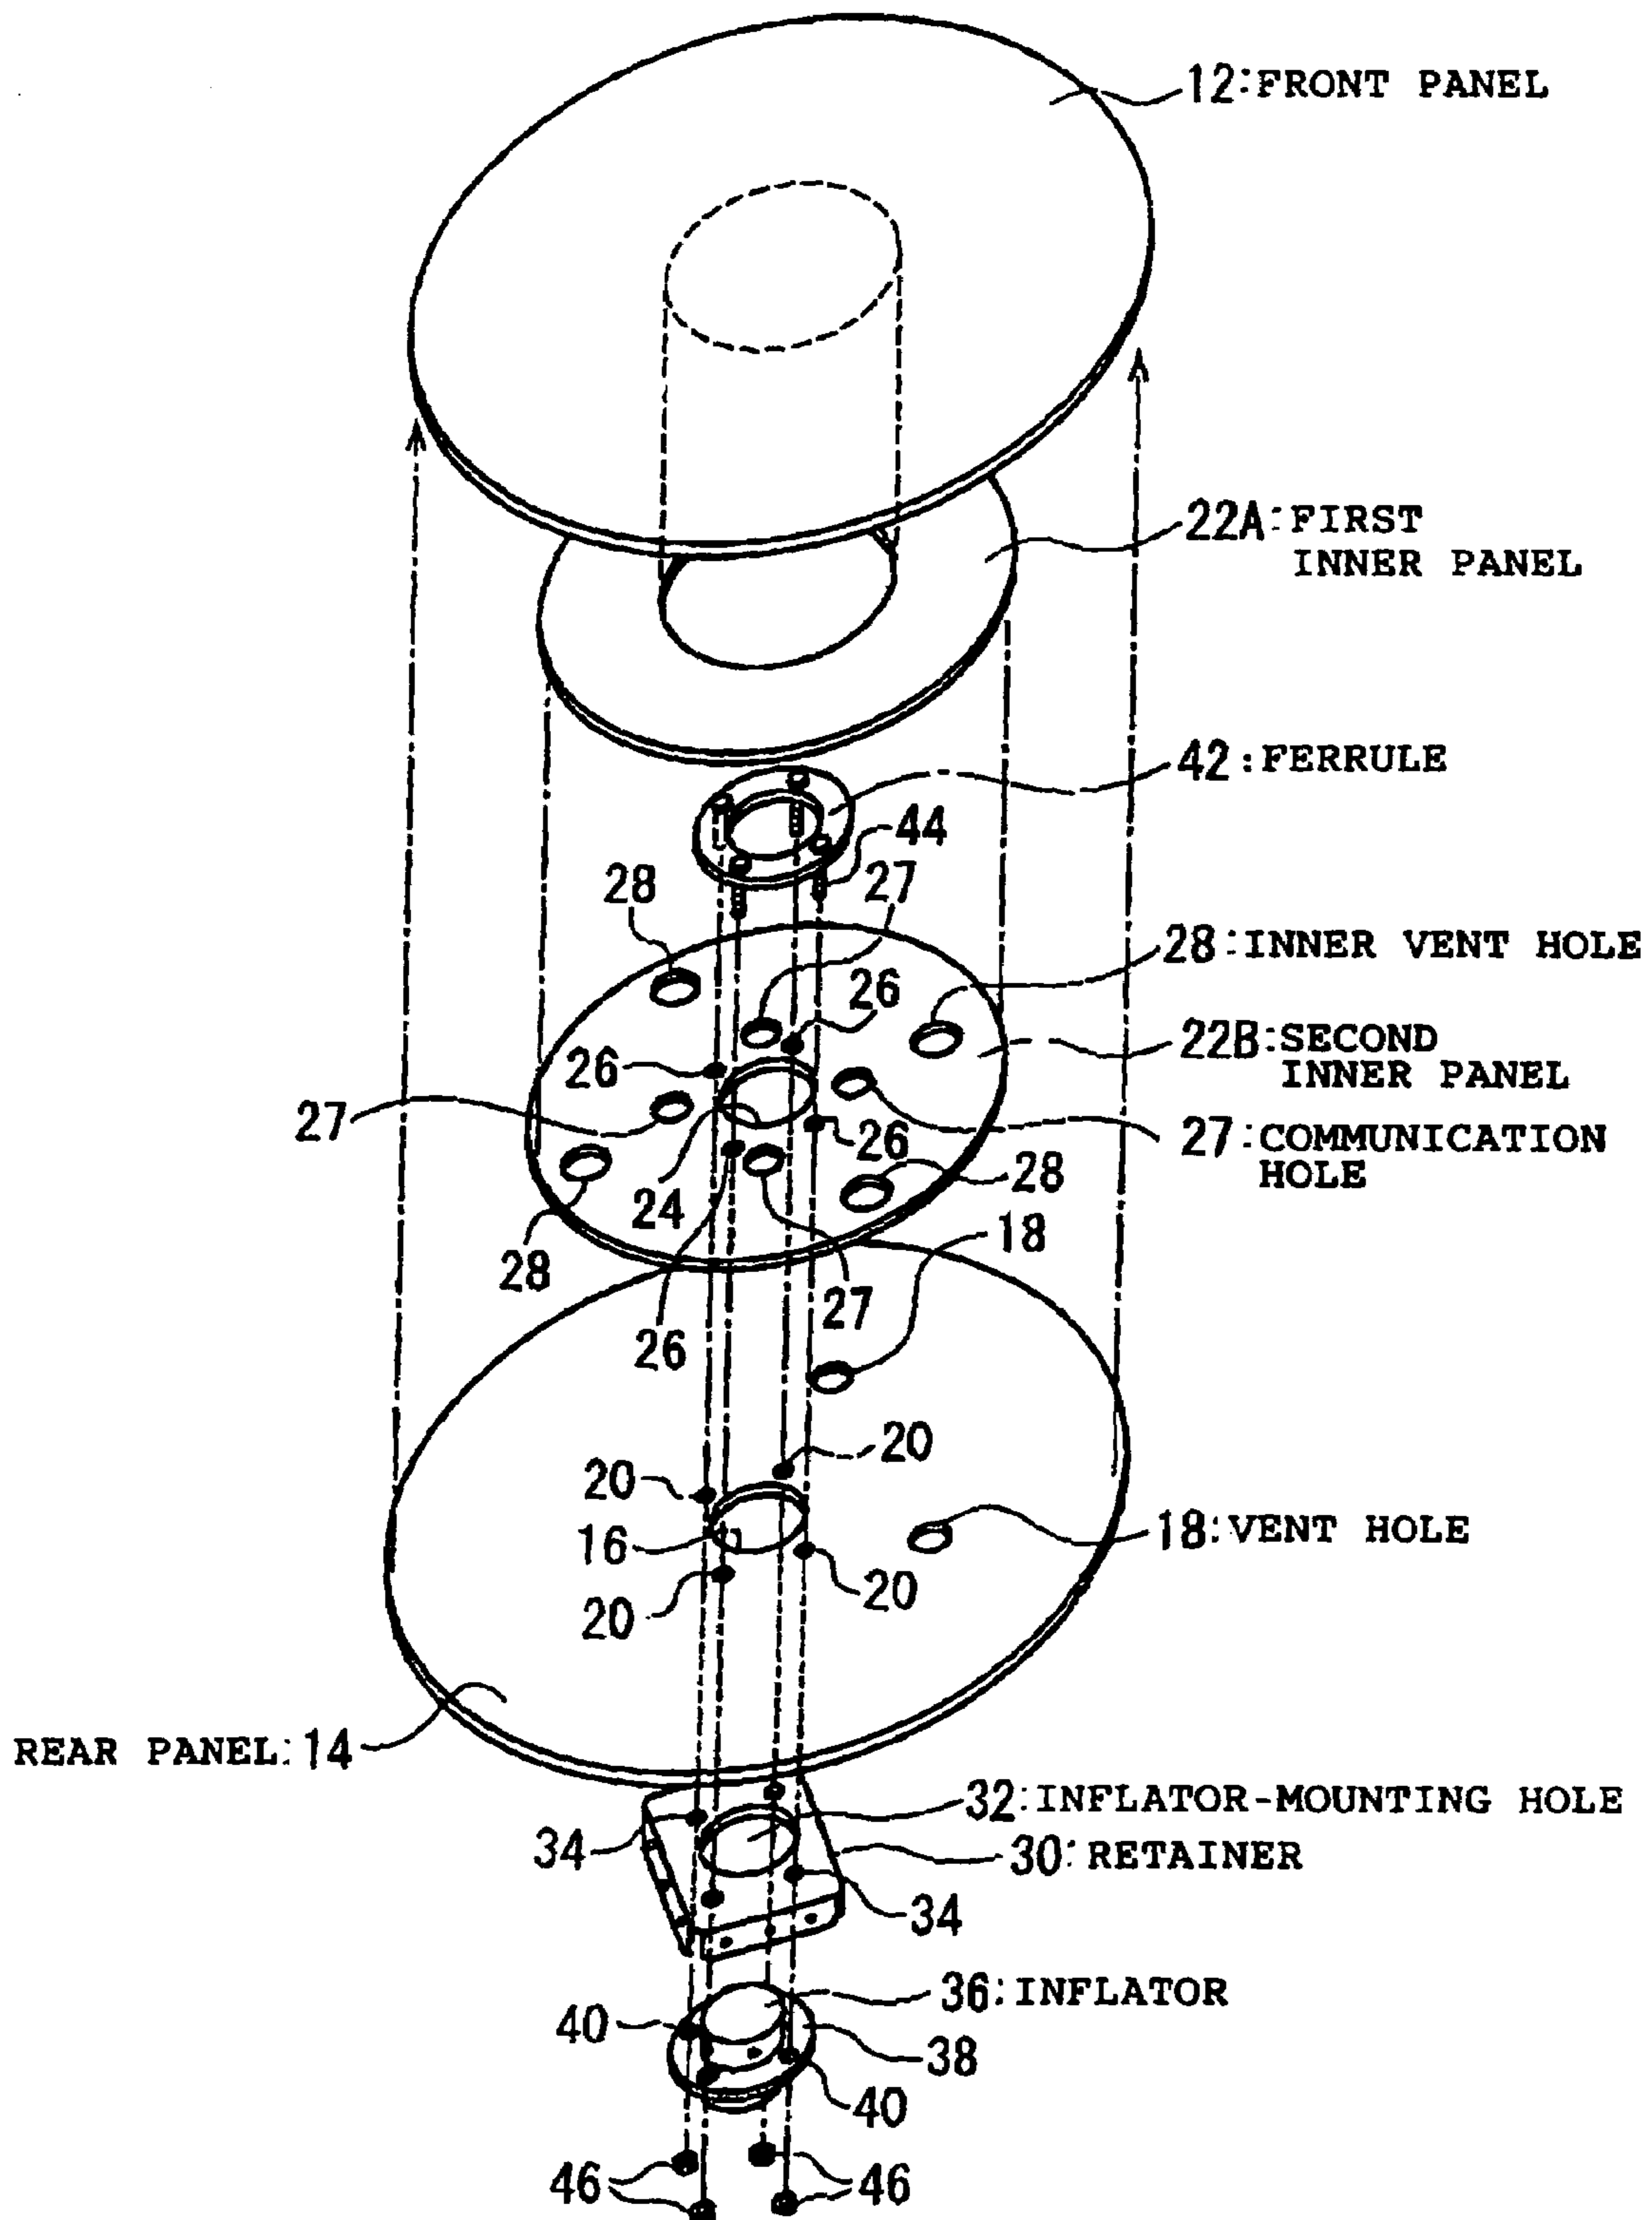 12:FRONT PANEL
22A:FIRST
INNER PANEL
42:FERRULE
44
27
28
28:INNER VENT HOLE
26
22B:SECOND
INNER PANEL
26
27
26
27:COMMUNICATION
HOLE
24
28
18
28
27
26
20
20
16
18:VENT HOLE
20
20
REAR PANEL:14
32:INFLATOR-MOUNTING HOLE
34
30:RETAINER
34
36:INFLATOR
40
38
40
46
46